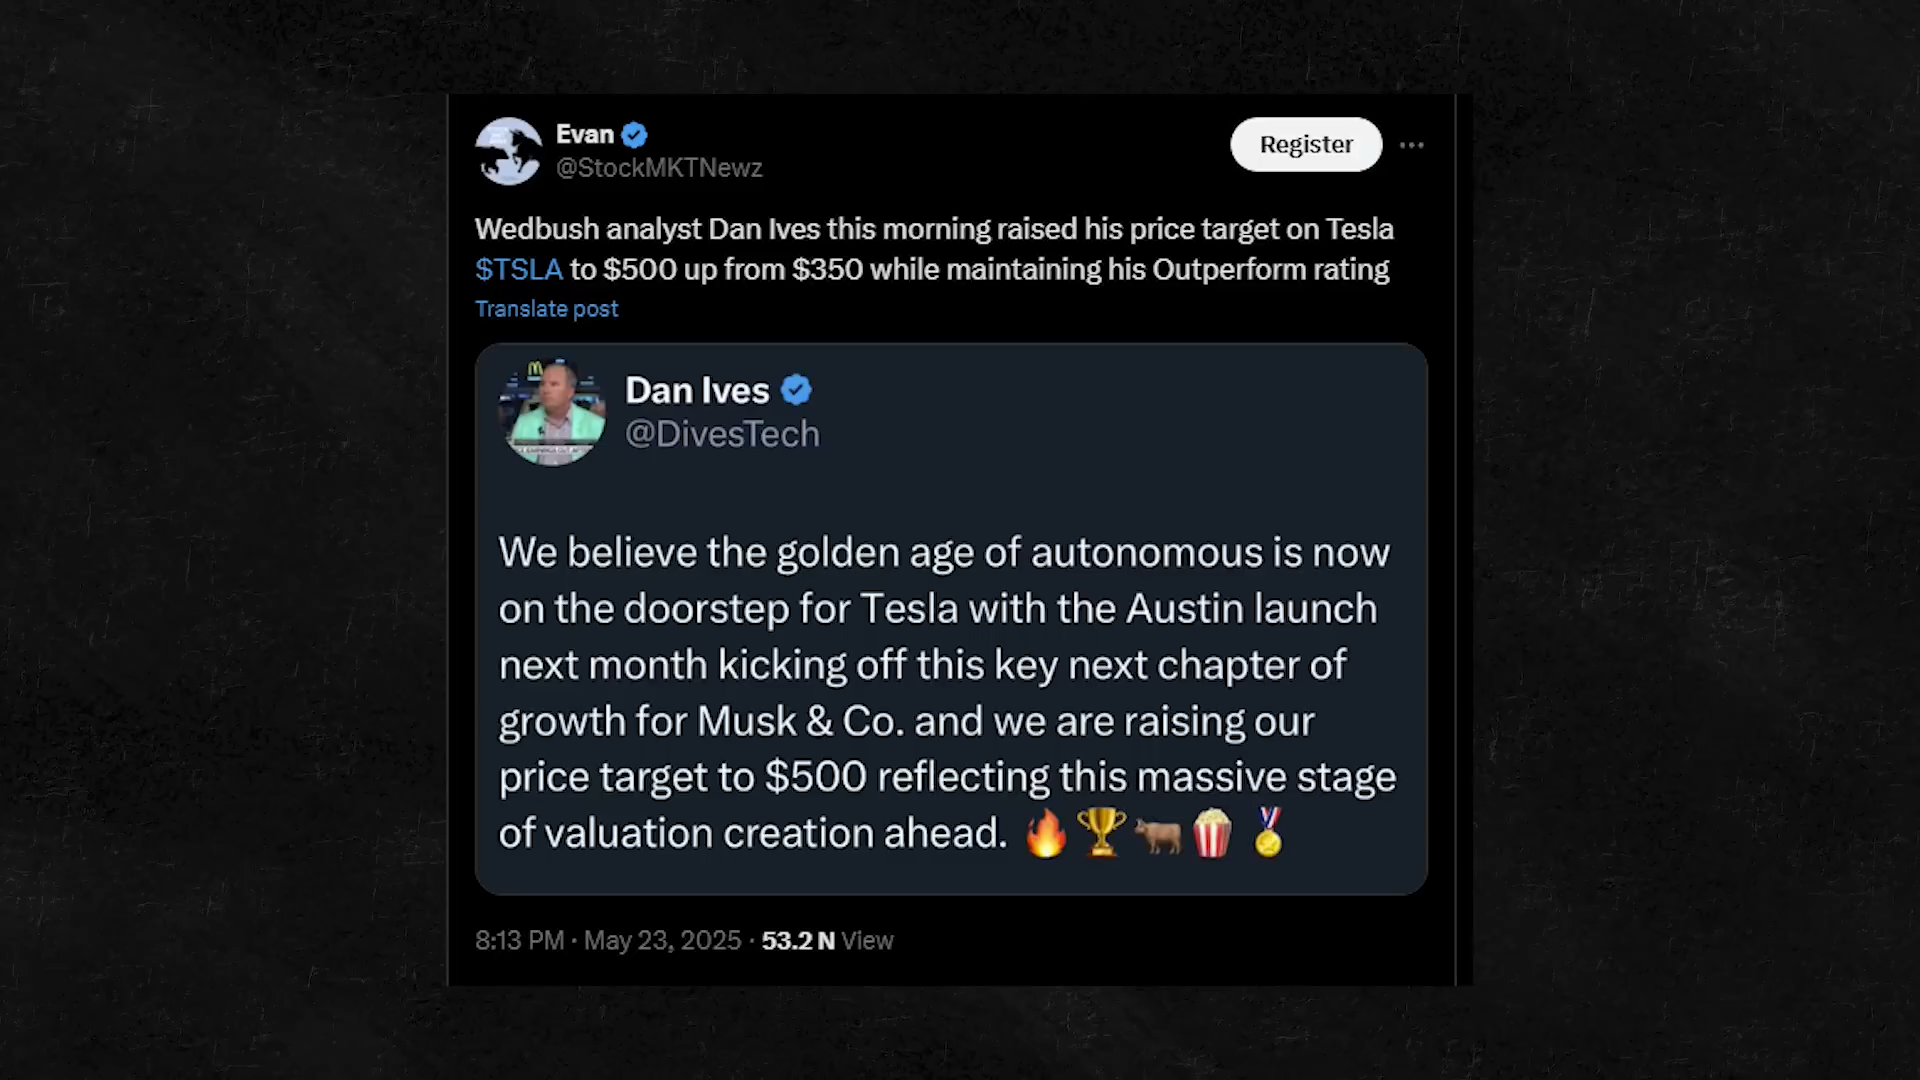 Evan
@StockMKTNewz
Register
Wedbush analyst Dan Ives this morning raised his price target on Tesla
$TSLA to $500 up from $350 while maintaining his Outperform rating
Translate post
Dan Ives
@DivesTech
We believe the golden age of autonomous is now
on the doorstep for Tesla with the Austin launch
next month kicking off this key next chapter of
growth for Musk & Co. and we are raising our
price target to $500 reflecting this massive stage
of valuation creation ahead. 🔥🏆🐂🍿🏅
8:13 PM · May 23, 2025 · 53.2 N View